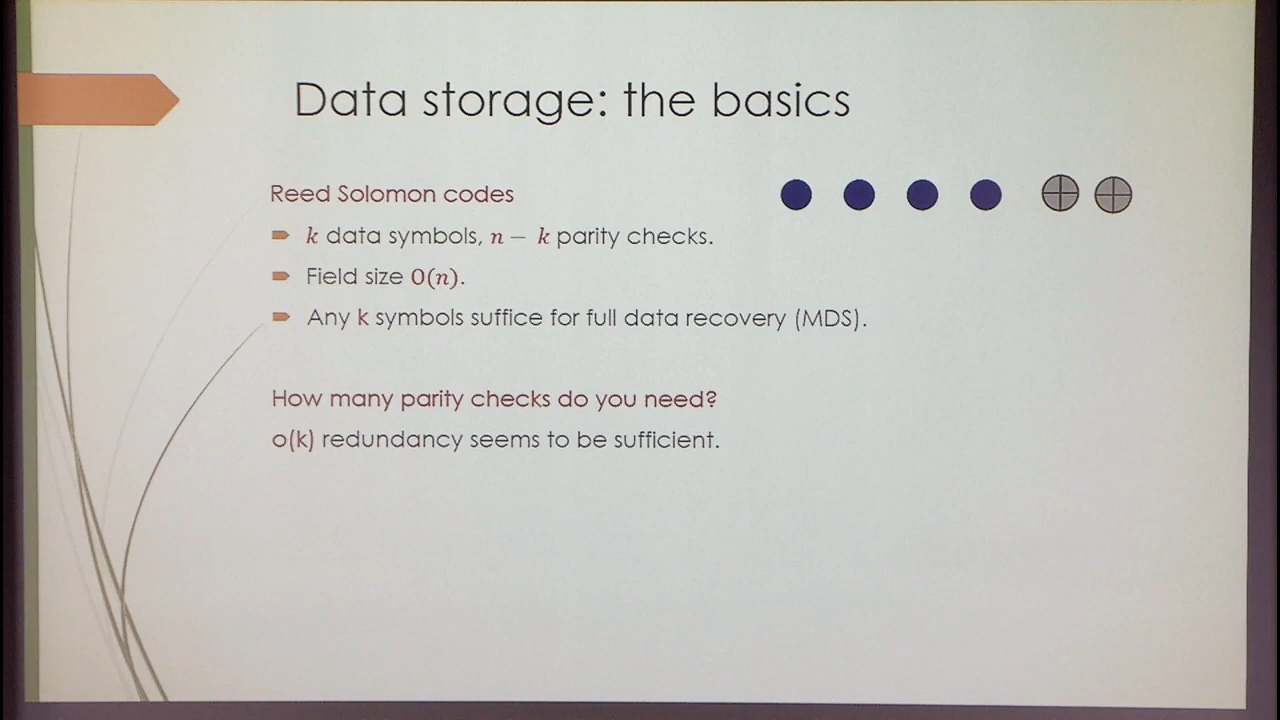 Data storage: the basics
Reed Solomon codes
k data symbols, n − k parity checks.
Field size O(n).
Any k symbols suffice for full data recovery (MDS).
How many parity checks do you need?
o(k) redundancy seems to be sufficient.